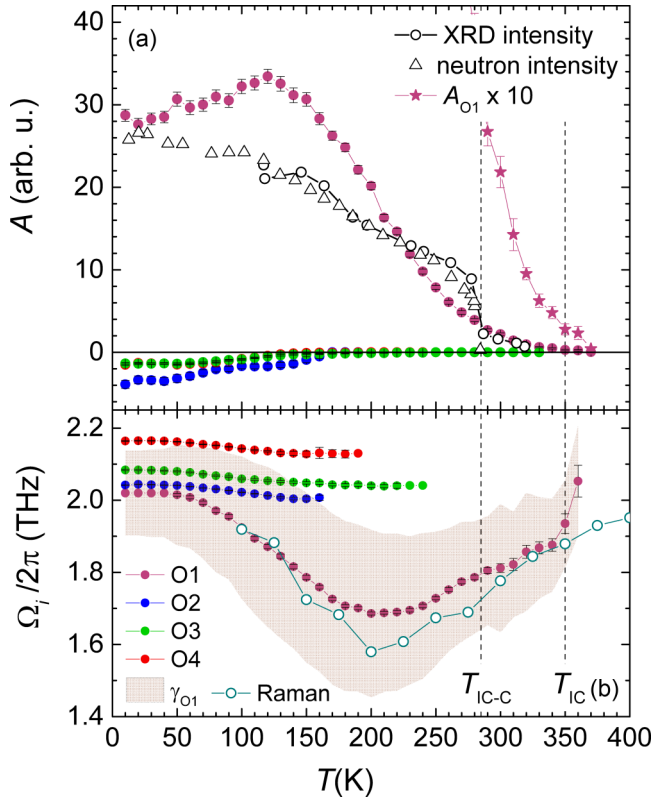 (a)
XRD intensity
neutron intensity
A_O1 x 10
A (arb. u.)
40
30
20
10
0
2.2
2.0
1.8
1.6
1.4
Ω_i/2π (THz)
O1
O2
O3
O4
γ_O1
Raman
T_IC-C
T_IC (b)
0 50 100 150 200 250 300 350 400
T(K)